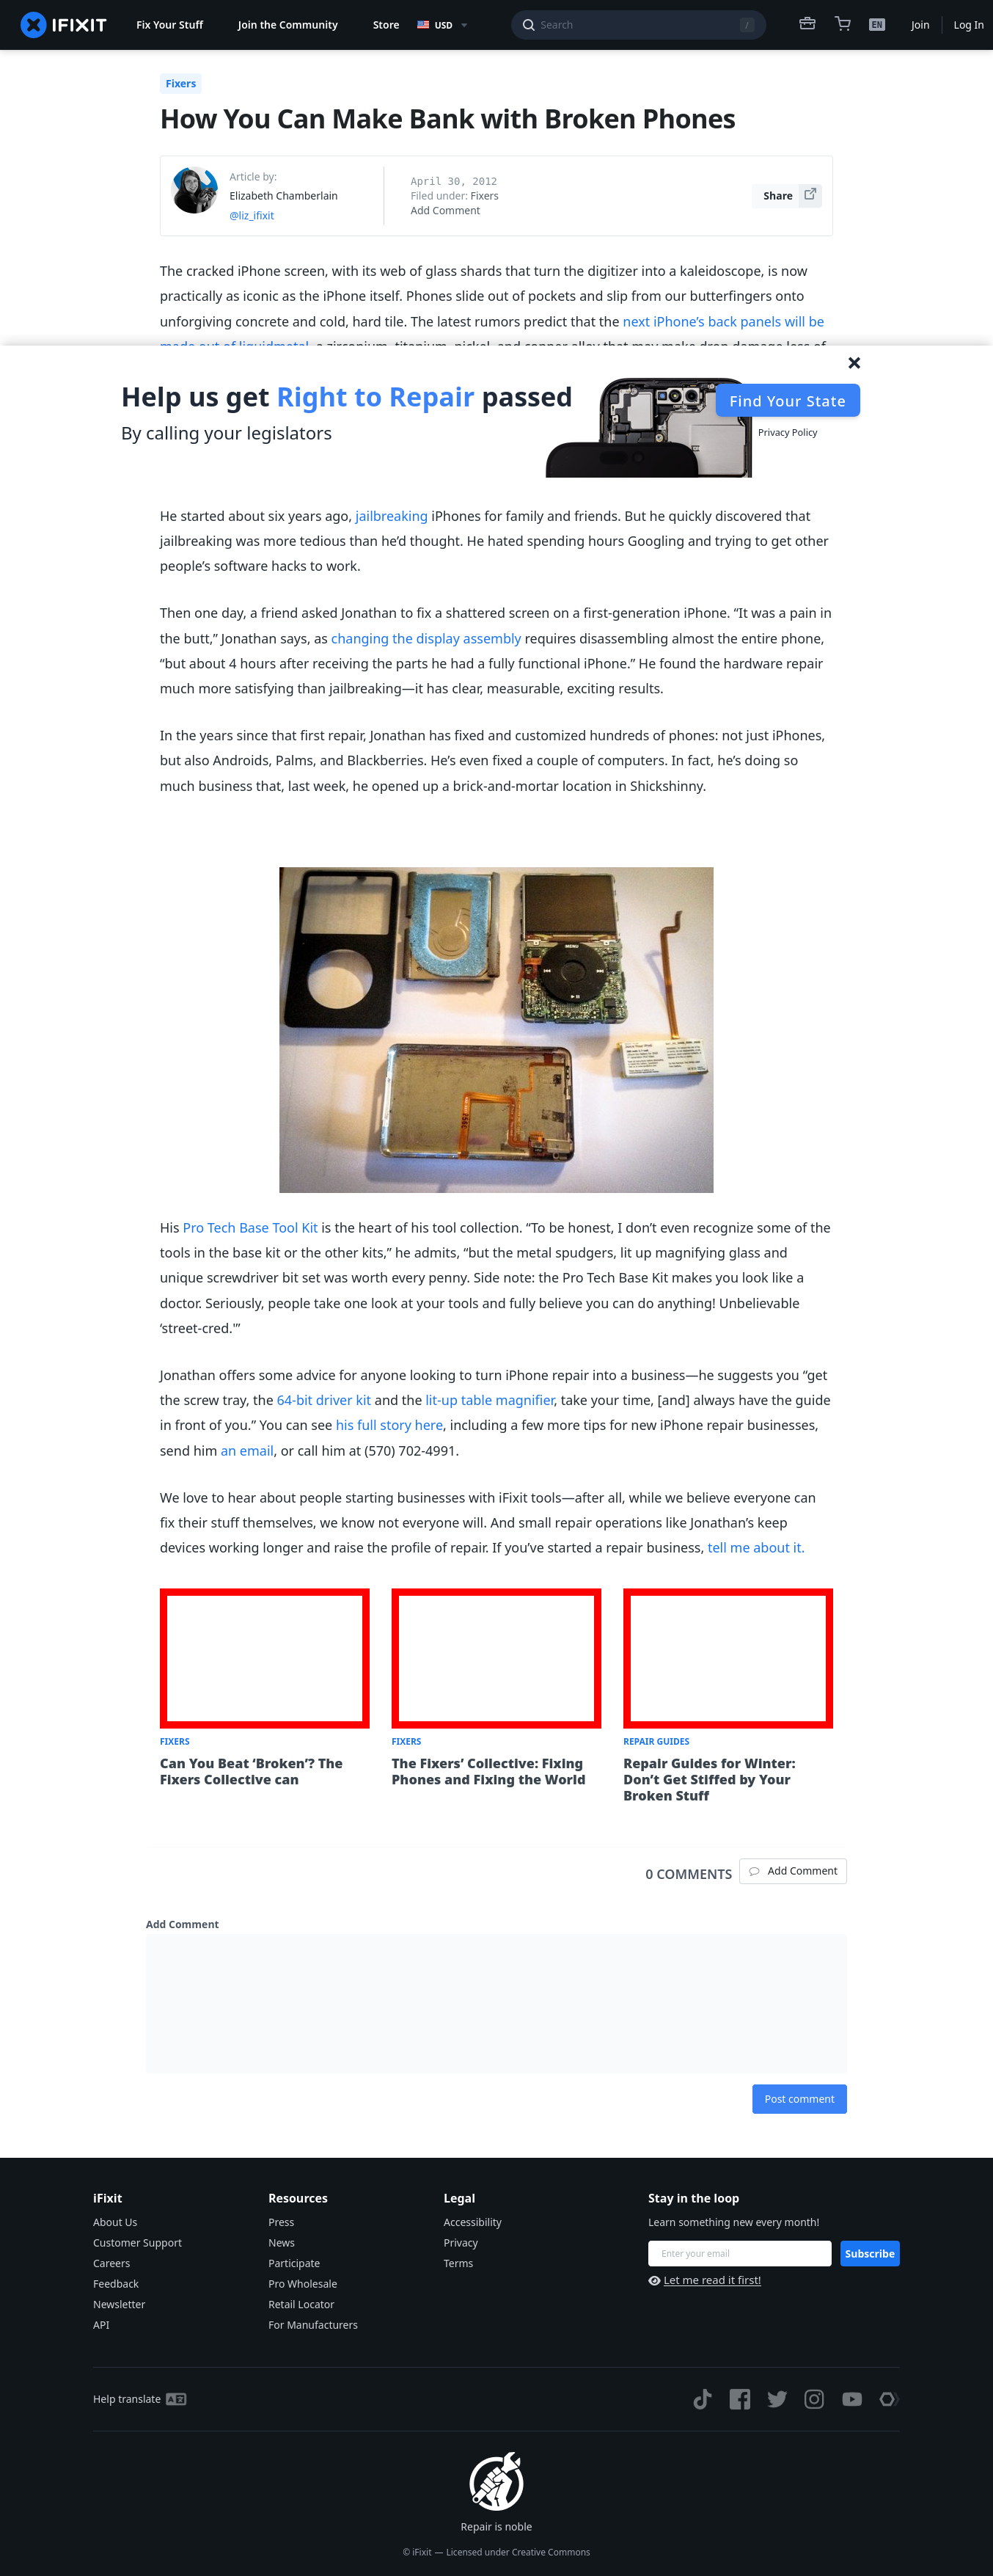 IFIXIT
Fix Your Stuff
Join the Community
Store
USD
Search
/
EN
Join
Log In
Fixers
How You Can Make Bank with Broken Phones
Article by:
Elizabeth Chamberlain
@liz_ifixit
April 30, 2012
Filed under: Fixers
Add Comment
Share
The cracked iPhone screen, with its web of glass shards that turn the digitizer into a kaleidoscope, is now
practically as iconic as the iPhone itself. Phones slide out of pockets and slip from our butterfingers onto
unforgiving concrete and cold, hard tile. The latest rumors predict that the next iPhone’s back panels will be
made out of liquidmetal, a zirconium, titanium, nickel, and copper alloy that may make drop damage less of
Help us get Right to Repair passed
By calling your legislators
Find Your State
Privacy Policy
He started about six years ago, jailbreaking iPhones for family and friends. But he quickly discovered that
jailbreaking was more tedious than he’d thought. He hated spending hours Googling and trying to get other
people’s software hacks to work.
Then one day, a friend asked Jonathan to fix a shattered screen on a first-generation iPhone. “It was a pain in
the butt,” Jonathan says, as changing the display assembly requires disassembling almost the entire phone,
“but about 4 hours after receiving the parts he had a fully functional iPhone.” He found the hardware repair
much more satisfying than jailbreaking—it has clear, measurable, exciting results.
In the years since that first repair, Jonathan has fixed and customized hundreds of phones: not just iPhones,
but also Androids, Palms, and Blackberries. He’s even fixed a couple of computers. In fact, he’s doing so
much business that, last week, he opened up a brick-and-mortar location in Shickshinny.
MENU
His Pro Tech Base Tool Kit is the heart of his tool collection. “To be honest, I don’t even recognize some of the
tools in the base kit or the other kits,” he admits, “but the metal spudgers, lit up magnifying glass and
unique screwdriver bit set was worth every penny. Side note: the Pro Tech Base Kit makes you look like a
doctor. Seriously, people take one look at your tools and fully believe you can do anything! Unbelievable
‘street-cred.'”
Jonathan offers some advice for anyone looking to turn iPhone repair into a business—he suggests you “get
the screw tray, the 64-bit driver kit and the lit-up table magnifier, take your time, [and] always have the guide
in front of you.” You can see his full story here, including a few more tips for new iPhone repair businesses,
send him an email, or call him at (570) 702-4991.
We love to hear about people starting businesses with iFixit tools—after all, while we believe everyone can
fix their stuff themselves, we know not everyone will. And small repair operations like Jonathan’s keep
devices working longer and raise the profile of repair. If you’ve started a repair business, tell me about it.
FIXERS
Can You Beat ‘Broken’? The
Fixers Collective can
FIXERS
The Fixers’ Collective: Fixing
Phones and Fixing the World
REPAIR GUIDES
Repair Guides for Winter:
Don’t Get Stiffed by Your
Broken Stuff
0 COMMENTS
Add Comment
Add Comment
Post comment
iFixit
About Us
Customer Support
Careers
Feedback
Newsletter
API
Resources
Press
News
Participate
Pro Wholesale
Retail Locator
For Manufacturers
Legal
Accessibility
Privacy
Terms
Stay in the loop
Learn something new every month!
Enter your email
Subscribe
Let me read it first!
Help translate
Repair is noble
© iFixit — Licensed under Creative Commons